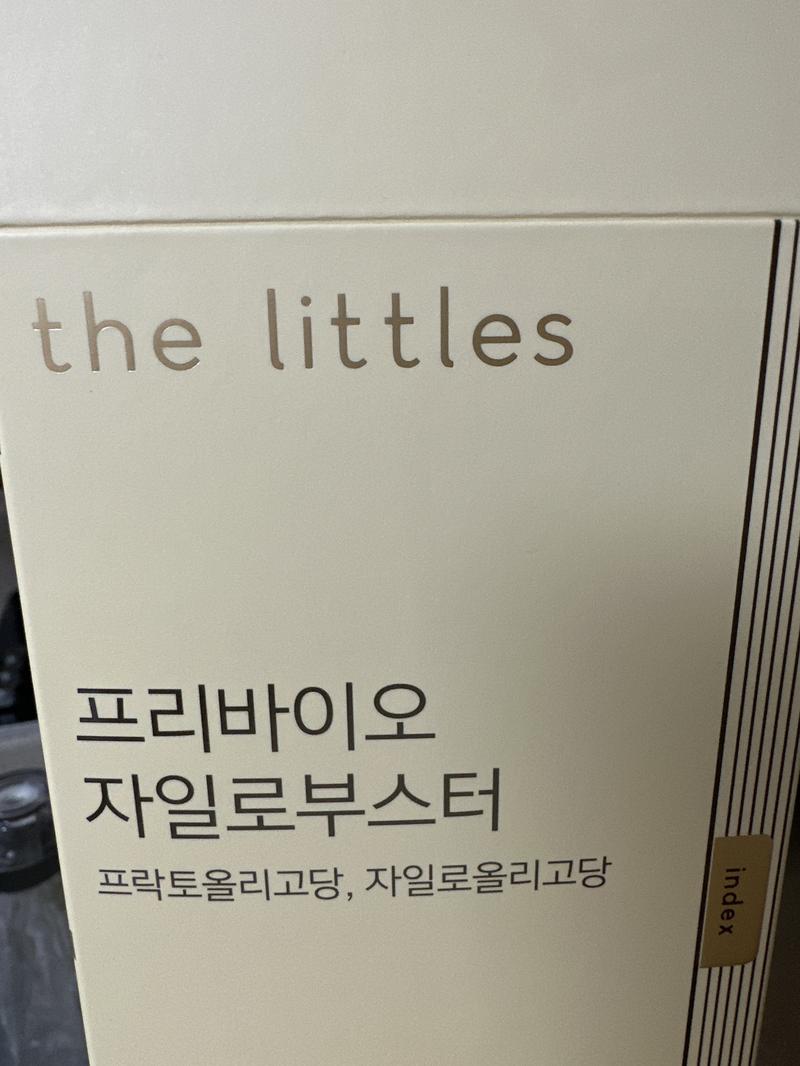 the littles
프리바이오
자일로부스터
프락토올리고당, 자일로올리고당
index